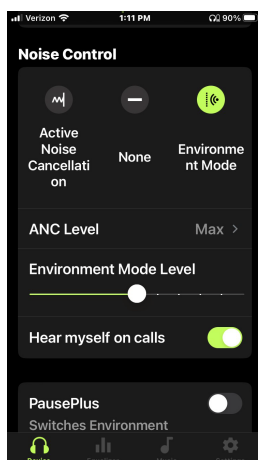 Verizon 1:11 PM 90%
Noise Control
Active
Noise
Cancellati
on
None
Environme
nt Mode
ANC Level Max >
Environment Mode Level
Hear myself on calls
PausePlus
Switches Environment
Device